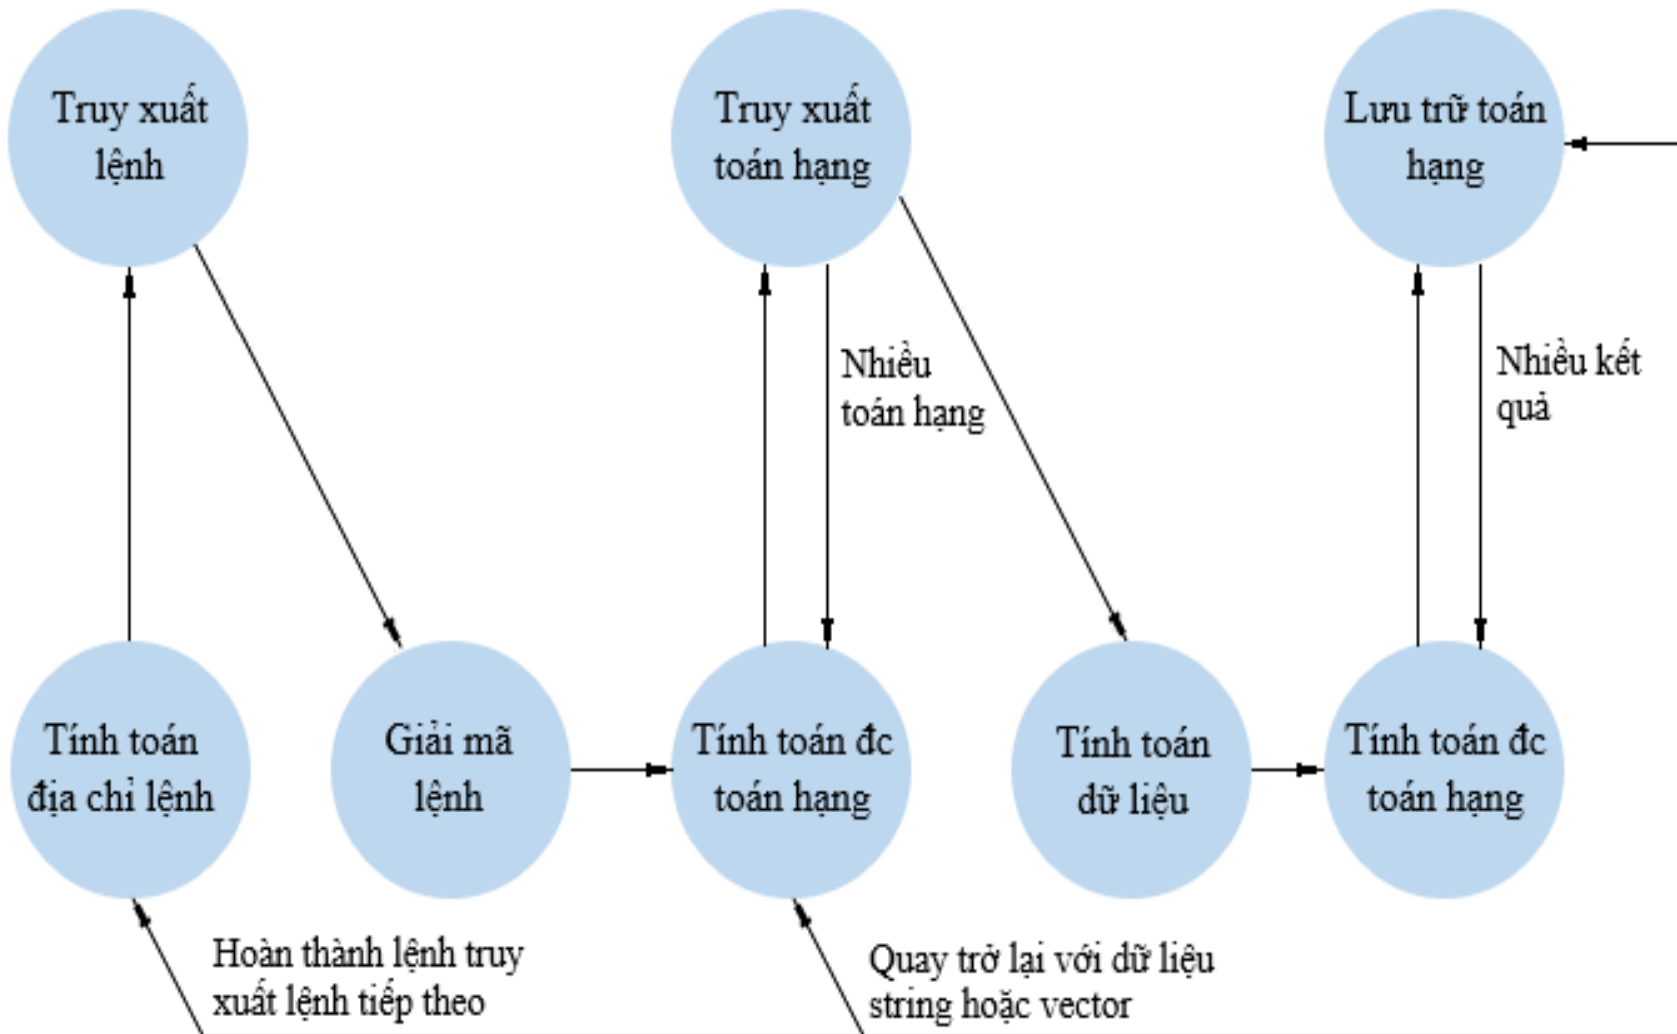 Truy xuất
lệnh
Truy xuất
toán hạng
Lưu trữ toán
hạng
Nhiều
toán hạng
Nhiều kết
quả
Tính toán
địa chỉ lệnh
Giải mã
lệnh
Tính toán đc
toán hạng
Tính toán
dữ liệu
Tính toán đc
toán hạng
Hoàn thành lệnh truy
xuất lệnh tiếp theo
Quay trở lại với dữ liệu
string hoặc vector